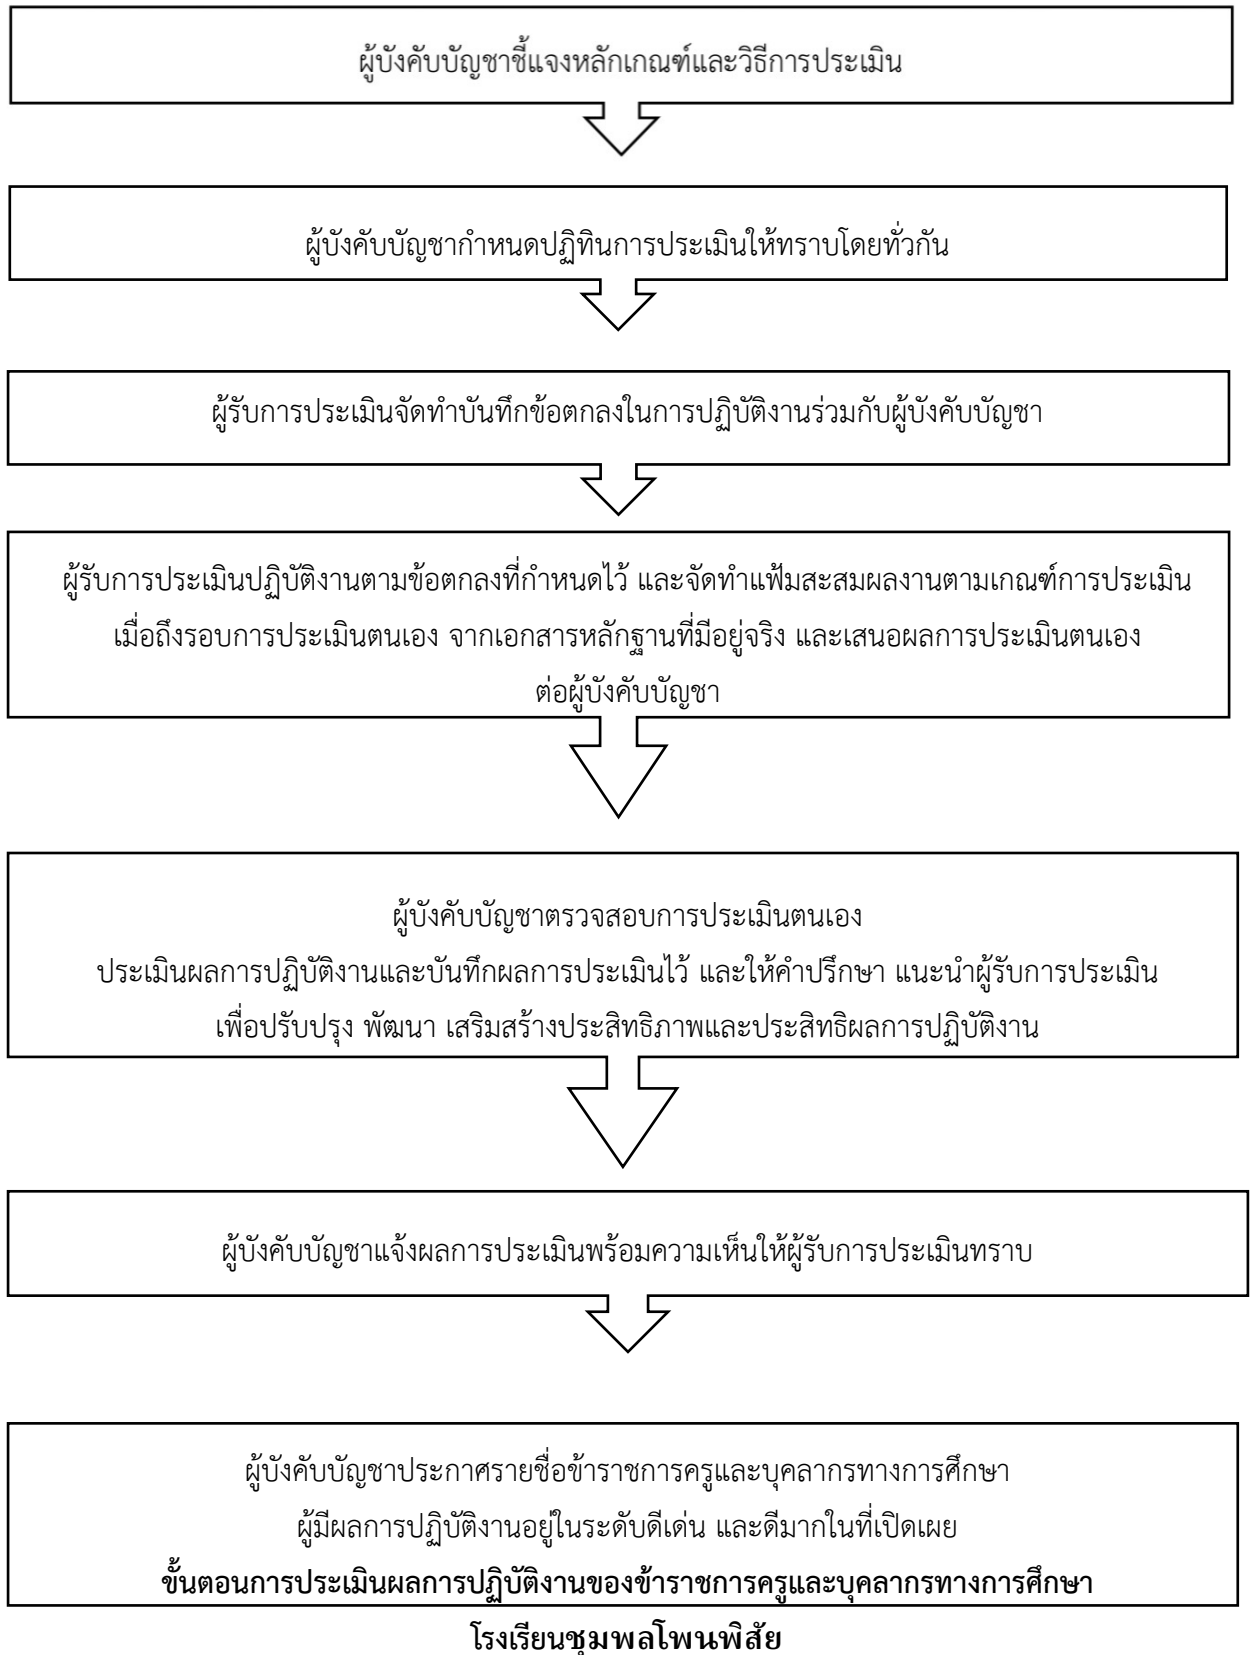 ผู้บังคับบัญชาชี้แจงหลักเกณฑ์และวิธีการประเมิน
ผู้บังคับบัญชากำหนดปฏิทินการประเมินให้ทราบโดยทั่วกัน
ผู้รับการประเมินจัดทำบันทึกข้อตกลงในการปฏิบัติงานร่วมกับผู้บังคับบัญชา
ผู้รับการประเมินปฏิบัติงานตามข้อตกลงที่กำหนดไว้ และจัดทำแฟ้มสะสมผลงานตามเกณฑ์การประเมิน
เมื่อถึงรอบการประเมินตนเอง จากเอกสารหลักฐานที่มีอยู่จริง และเสนอผลการประเมินตนเอง
ต่อผู้บังคับบัญชา
ผู้บังคับบัญชาตรวจสอบการประเมินตนเอง
ประเมินผลการปฏิบัติงานและบันทึกผลการประเมินไว้ และให้คำปรึกษา แนะนำผู้รับการประเมิน
เพื่อปรับปรุง พัฒนา เสริมสร้างประสิทธิภาพและประสิทธิผลการปฏิบัติงาน
ผู้บังคับบัญชาแจ้งผลการประเมินพร้อมความเห็นให้ผู้รับการประเมินทราบ
ผู้บังคับบัญชาประกาศรายชื่อข้าราชการครูและบุคลากรทางการศึกษา
ผู้มีผลการปฏิบัติงานอยู่ในระดับดีเด่น และดีมากในที่เปิดเผย
ขั้นตอนการประเมินผลการปฏิบัติงานของข้าราชการครูและบุคลากรทางการศึกษา
โรงเรียนชุมพลโพนพิสัย